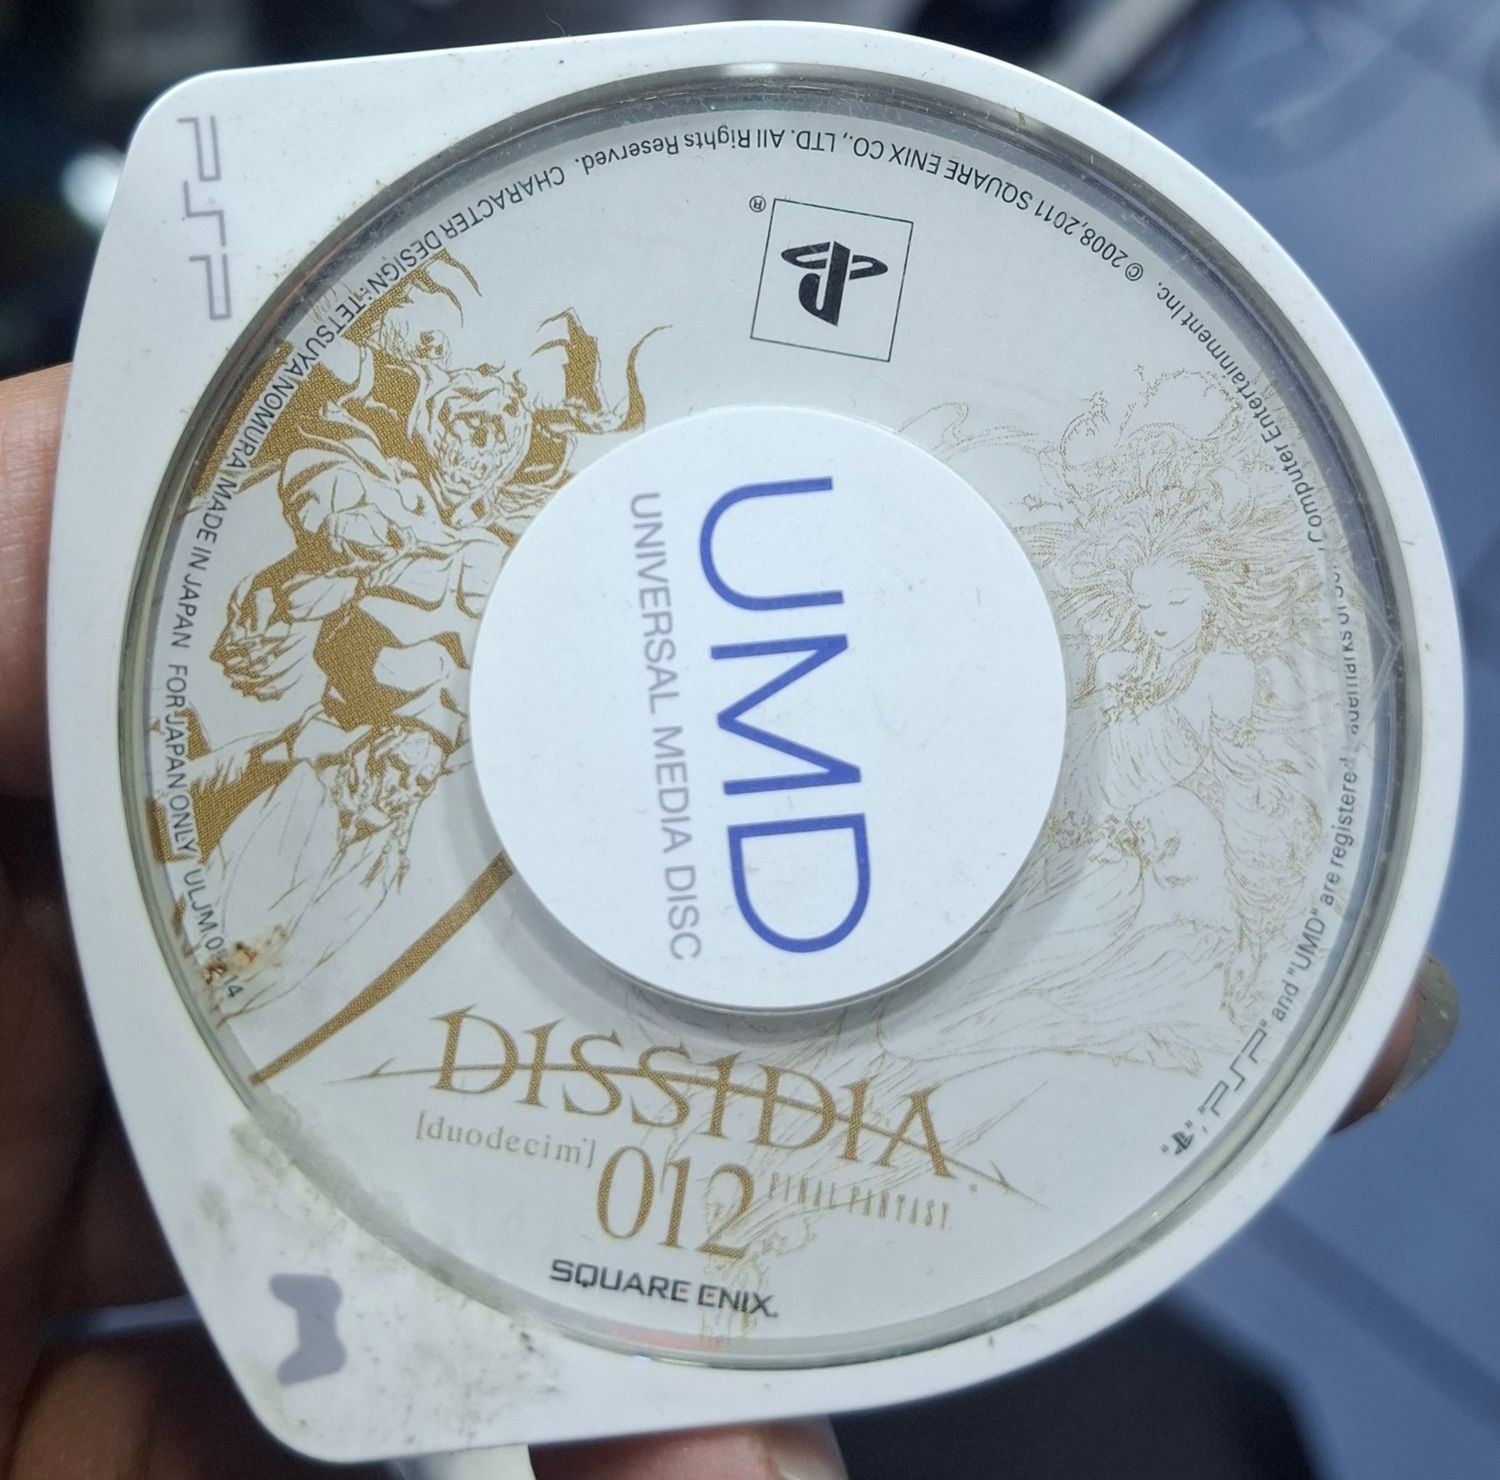 PSP
UMD
UNIVERSAL MEDIA DISC
DISSIDIA
[duodecim]
012 FINAL FANTASY
SQUARE ENIX
"PSP" and "UMD" are registered
Computer Entertainment Inc. © 2008,2011 SQUARE ENIX CO., LTD. All Rights Reserved. CHARACTER DESIGN:TETSUYA NOMURA MADE IN JAPAN FOR JAPAN ONLY
®